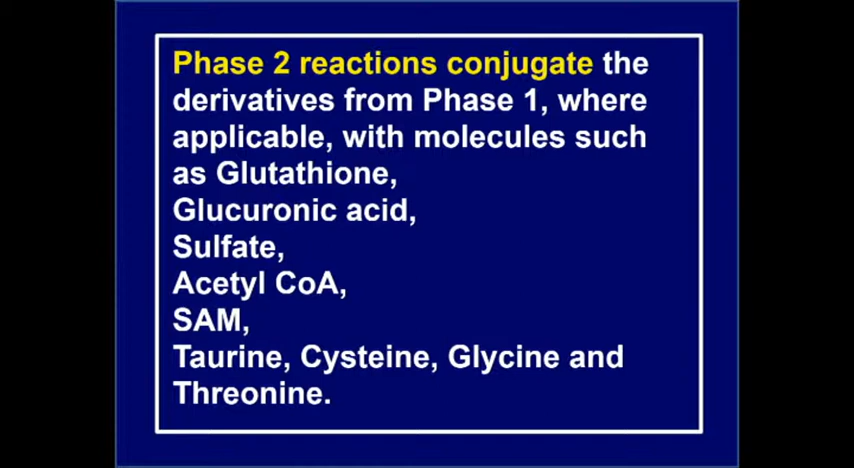 Phase 2 reactions conjugate the
derivatives from Phase 1, where
applicable, with molecules such
as Glutathione,
Glucuronic acid,
Sulfate,
Acetyl CoA,
SAM,
Taurine, Cysteine, Glycine and
Threonine.